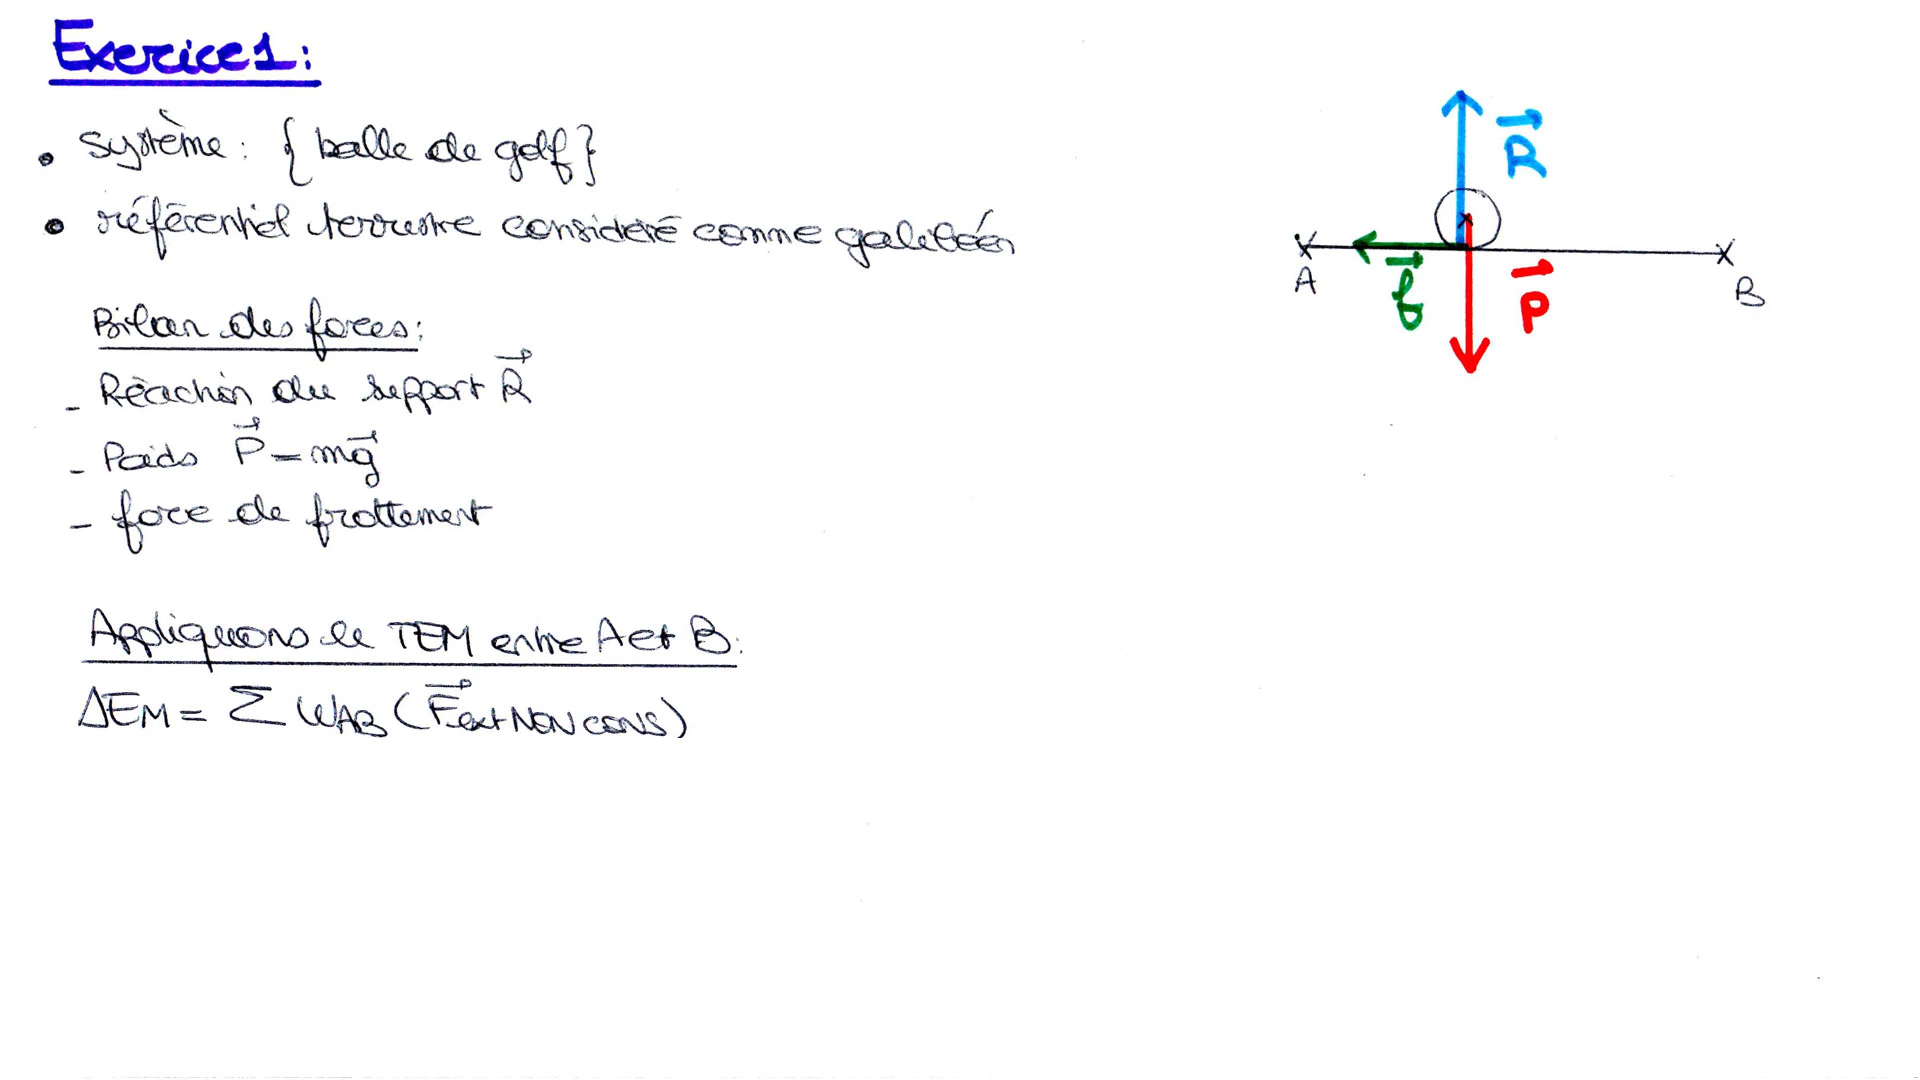 Exercice 1:
• Système: { balle de golf }
• référentiel terrestre considéré comme galiléen
Bilan des forces:
- Réaction du support R⃗
- Poids P⃗ = mg⃗
- force de frottement
Appliquons le TEM entre A et B:
ΔEM = Σ WAB (F⃗ext NON CONS)
R⃗
A
f⃗
P⃗
B